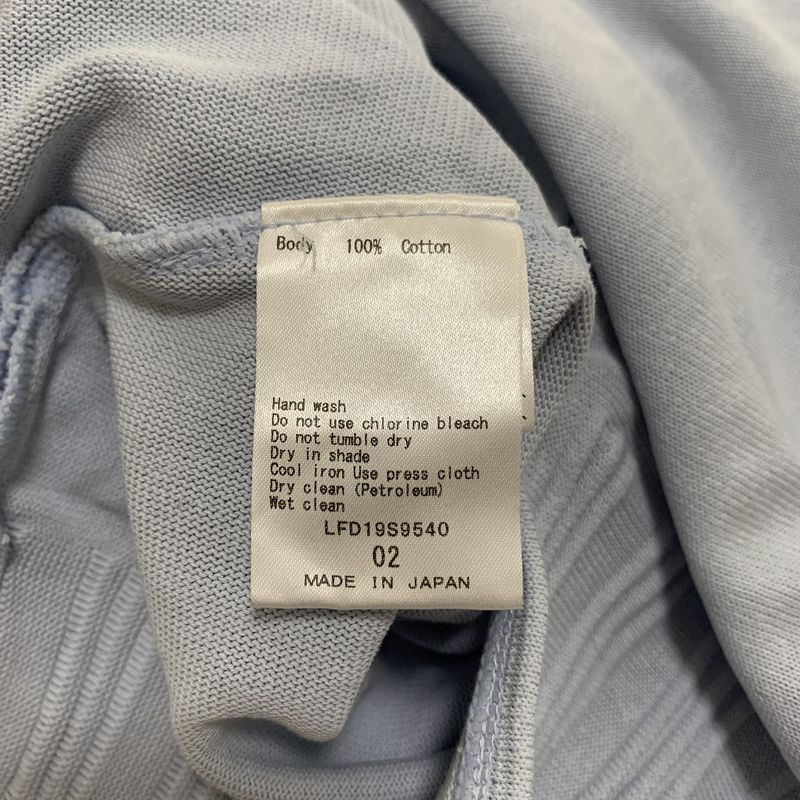 Body 100% Cotton
Hand wash
Do not use chlorine bleach
Do not tumble dry
Dry in shade
Cool iron Use press cloth
Dry clean (Petroleum)
Wet clean
LFD19S9540
02
MADE IN JAPAN